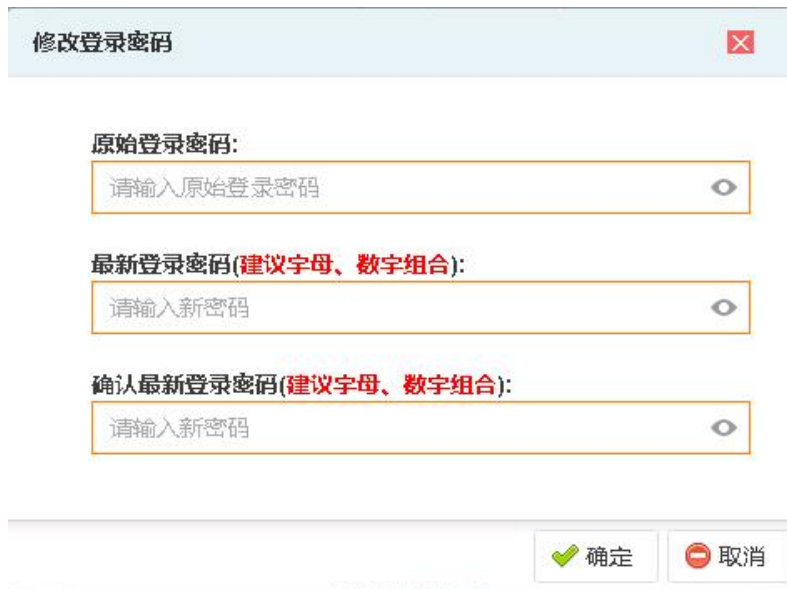 修改登录密码
原始登录密码:
请输入原始登录密码
最新登录密码(建议字母、数字组合):
请输入新密码
确认最新登录密码(建议字母、数字组合):
请输入新密码
确定 取消